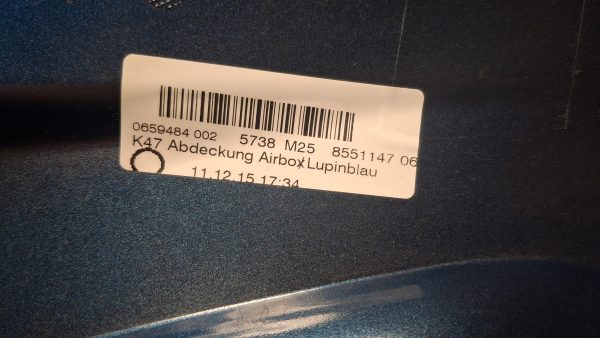 0659484 002 5738 M25 8551147 06
K47 Abdeckung Airbox Lupinblau
11.12.15 17:34